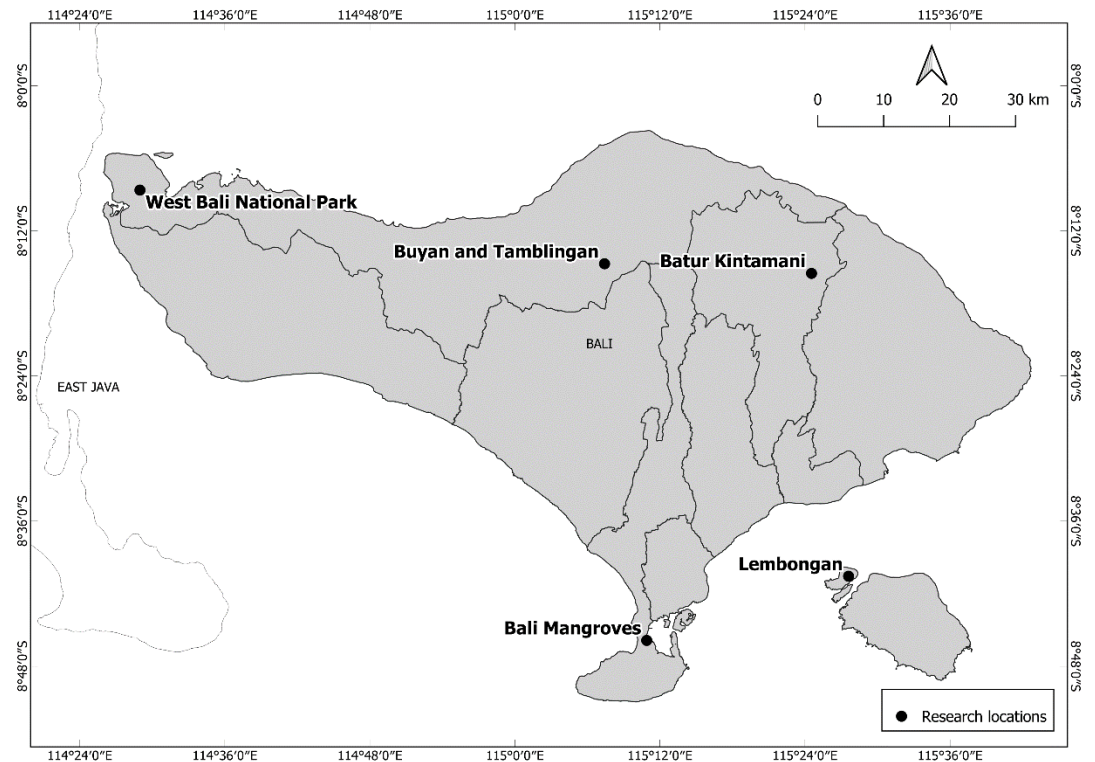 114°24'0"E 114°36'0"E 114°48'0"E 115°0'0"E 115°12'0"E 115°24'0"E 115°36'0"E
8°0'0"S 8°0'0"S
0 10 20 30 km
West Bali National Park
8°12'0"S 8°12'0"S
Buyan and Tamblingan
Batur Kintamani
BALI
EAST JAVA
8°24'0"S 8°24'0"S
8°36'0"S 8°36'0"S
Lembongan
Bali Mangroves
8°48'0"S 8°48'0"S
Research locations
114°24'0"E 114°36'0"E 114°48'0"E 115°0'0"E 115°12'0"E 115°24'0"E 115°36'0"E